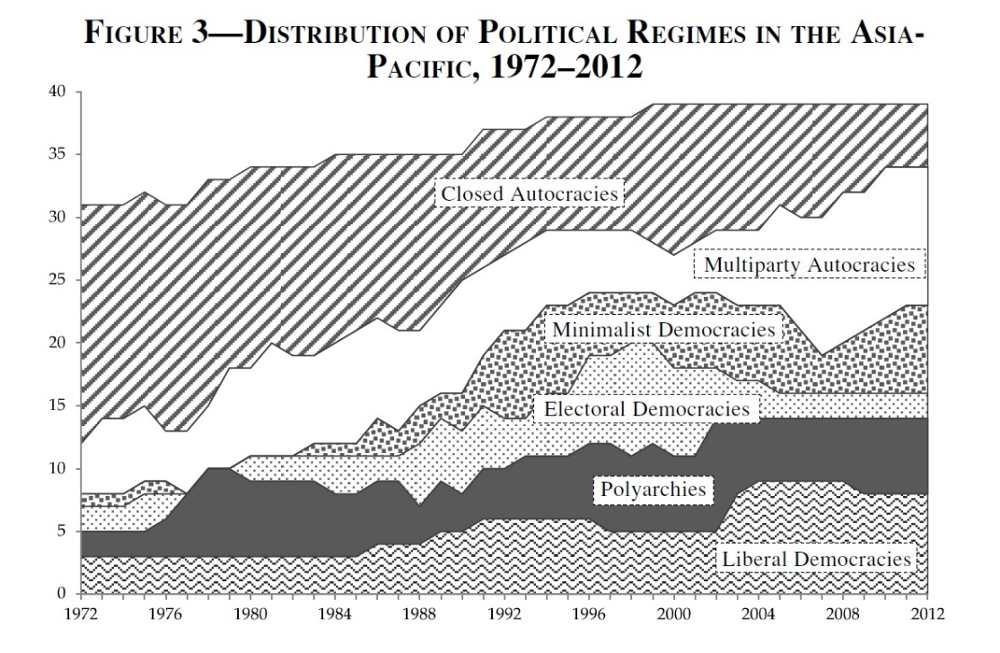 FIGURE 3—DISTRIBUTION OF POLITICAL REGIMES IN THE ASIA-
PACIFIC, 1972–2012
40
35
30
25
20
15
10
5
0
Closed Autocracies
Multiparty Autocracies
Minimalist Democracies
Electoral Democracies
Polyarchies
Liberal Democracies
1972 1976 1980 1984 1988 1992 1996 2000 2004 2008 2012